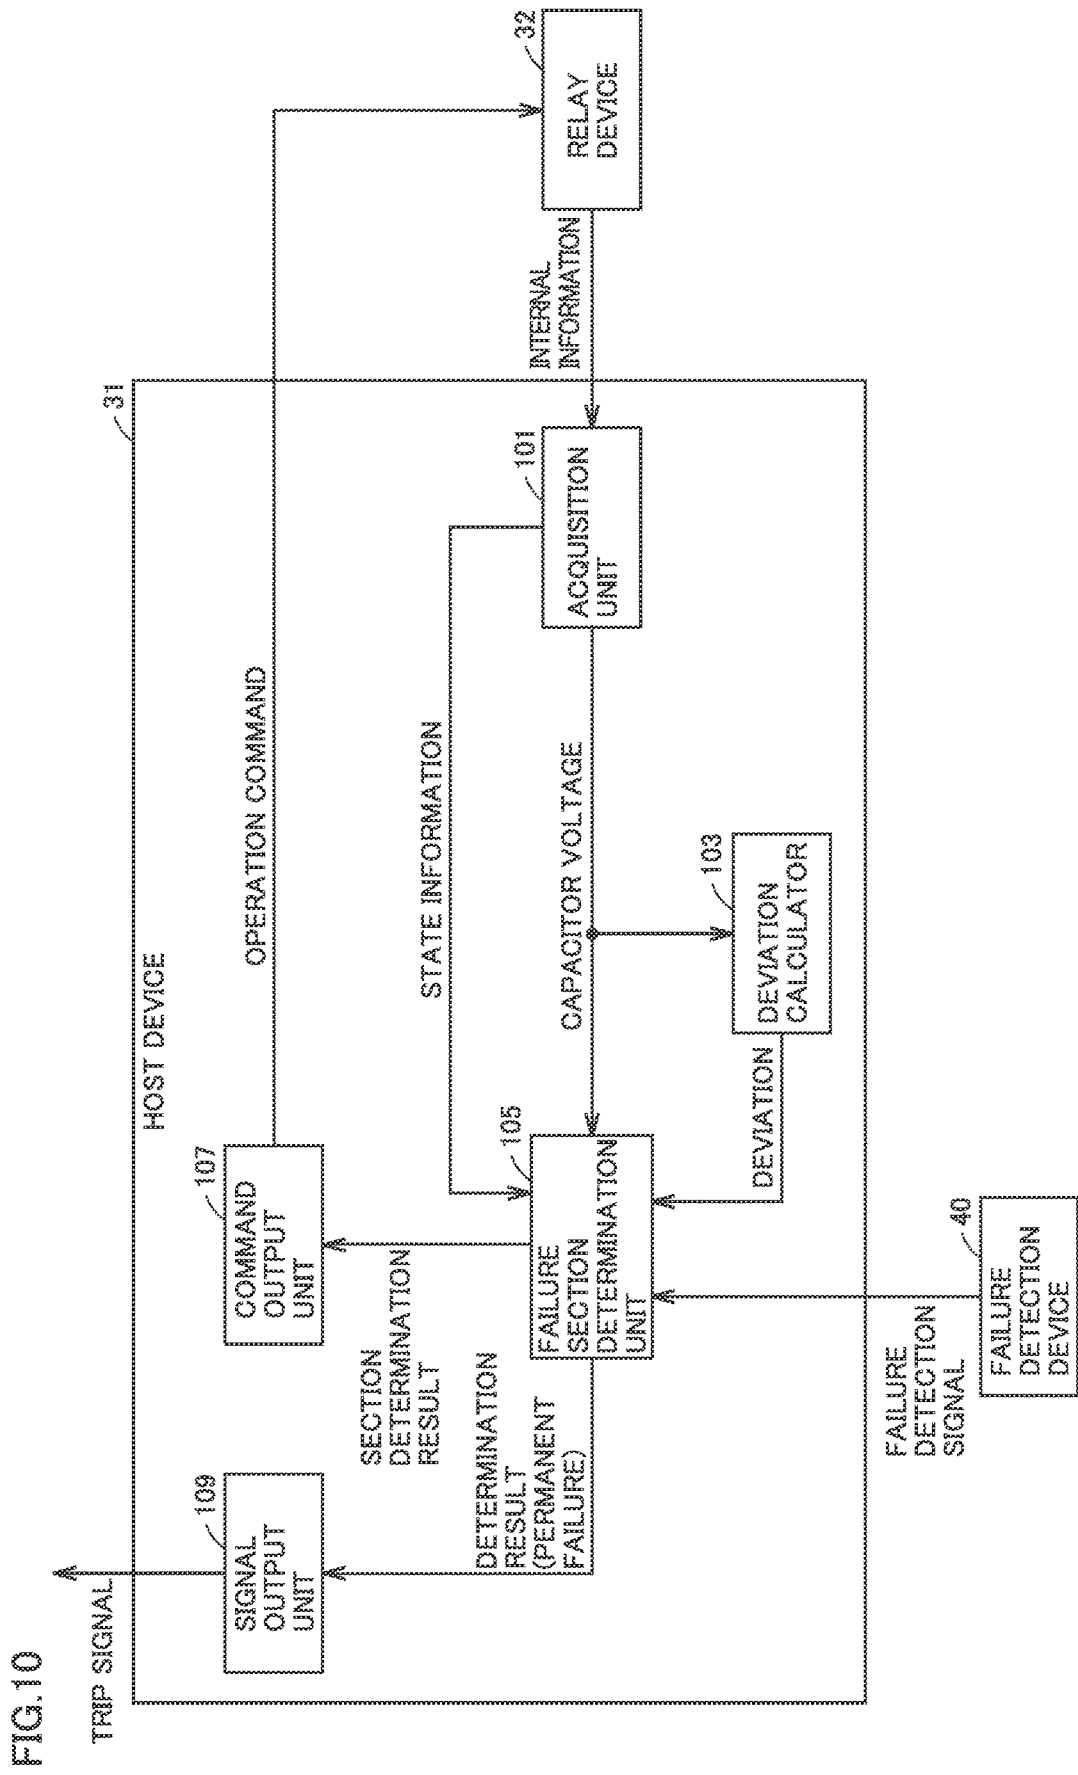 FIG.10
TRIP SIGNAL
HOST DEVICE
31
109
SIGNAL
OUTPUT
UNIT
107
COMMAND
OUTPUT
UNIT
OPERATION COMMAND
32
RELAY
DEVICE
SECTION
DETERMINATION
RESULT
STATE INFORMATION
DETERMINATION
RESULT
(PERMANENT
FAILURE)
105
FAILURE
SECTION
DETERMINATION
UNIT
CAPACITOR VOLTAGE
101
ACQUISITION
UNIT
INTERNAL
INFORMATION
103
DEVIATION
CALCULATOR
DEVIATION
FAILURE
DETECTION
SIGNAL
40
FAILURE
DETECTION
DEVICE